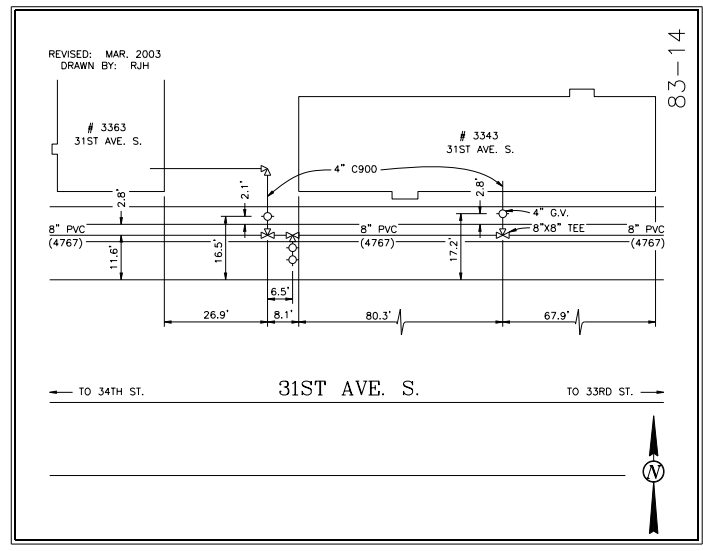 REVISED: MAR. 2003
DRAWN BY: RJH
83-14
# 3363
31ST AVE. S.
# 3343
31ST AVE. S.
4" C900
2.8'
2.1'
2.8'
4" G.V.
8" PVC
(4767)
8" PVC
(4767)
8"X8" TEE
8" PVC
(4767)
11.6'
16.5'
17.2'
6.5'
26.9'
8.1'
80.3'
67.9'
TO 34TH ST.
31ST AVE. S.
TO 33RD ST.
N